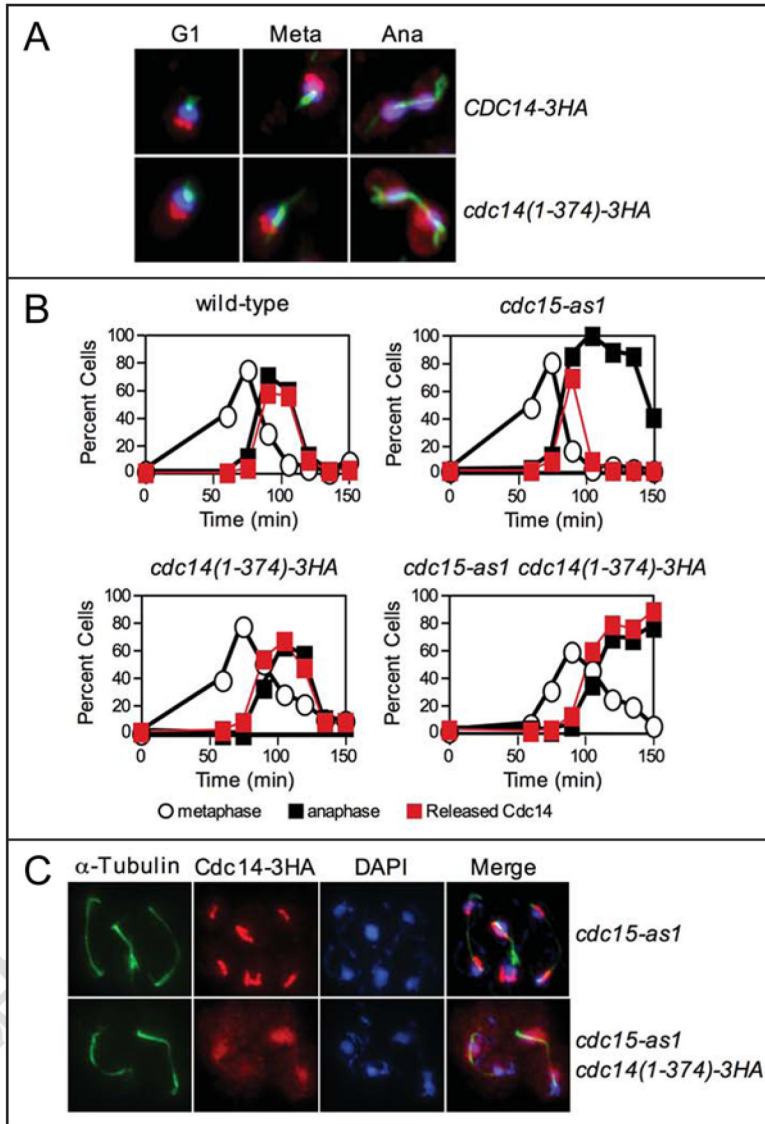 A
G1 Meta Ana
CDC14-3HA
cdc14(1-374)-3HA
B
wild-type
cdc15-as1
Percent Cells
100
80
60
40
20
0
0 50 100 150
Time (min)
Percent Cells
100
80
60
40
20
0
0 50 100 150
Time (min)
cdc14(1-374)-3HA
cdc15-as1 cdc14(1-374)-3HA
Percent Cells
100
80
60
40
20
0
0 50 100 150
Time (min)
Percent Cells
100
80
60
40
20
0
0 50 100 150
Time (min)
metaphase anaphase Released Cdc14
C
α-Tubulin Cdc14-3HA DAPI Merge
cdc15-as1
cdc15-as1
cdc14(1-374)-3HA